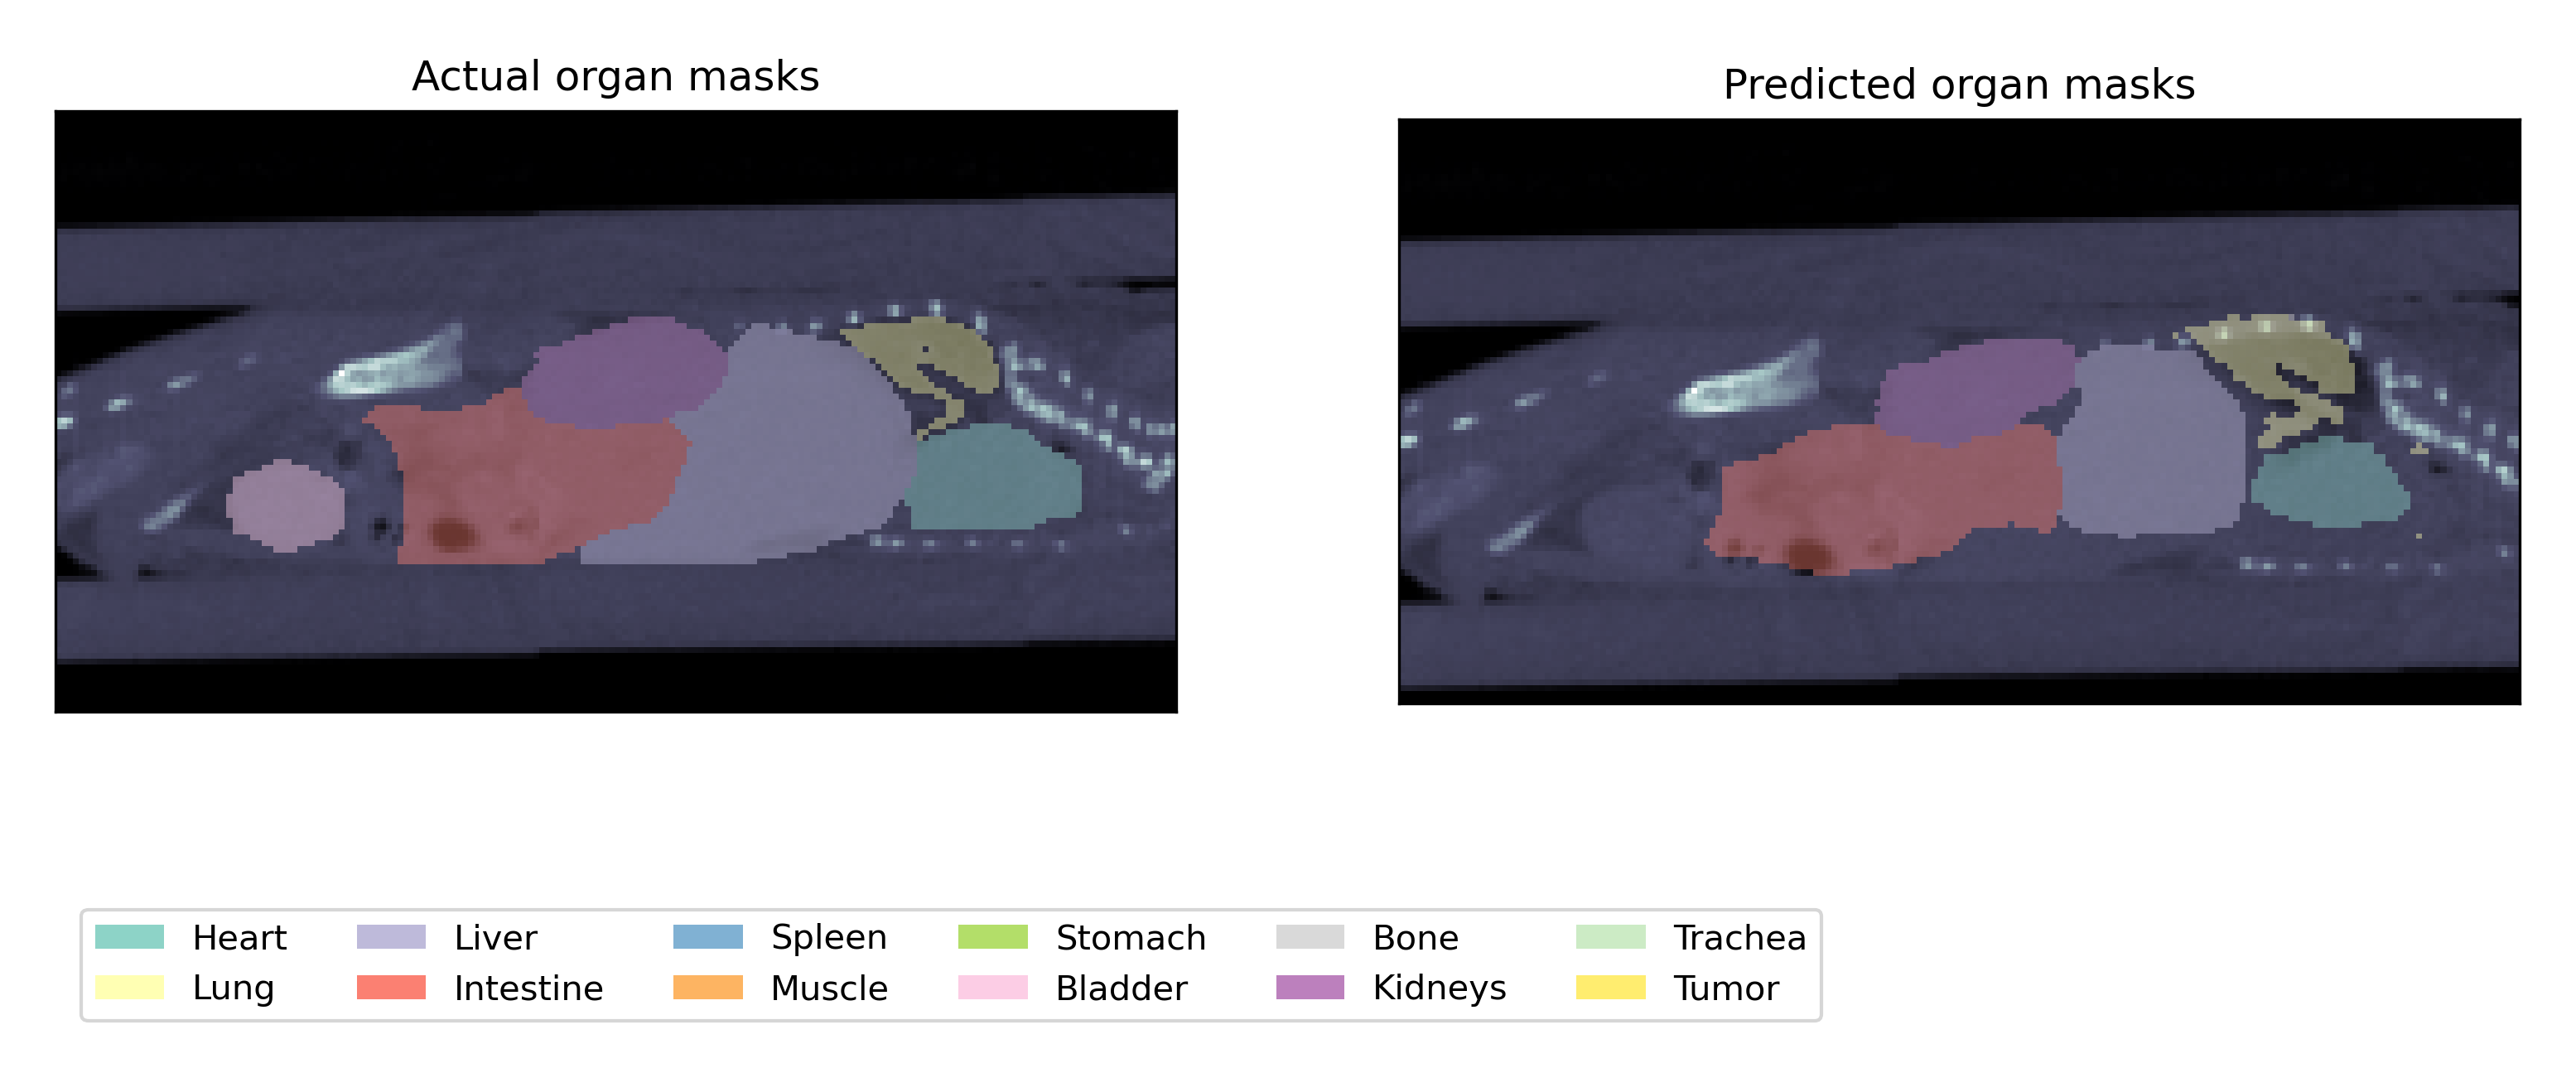 Actual organ masks
Predicted organ masks
Heart Liver Spleen Stomach Bone Trachea
Lung Intestine Muscle Bladder Kidneys Tumor